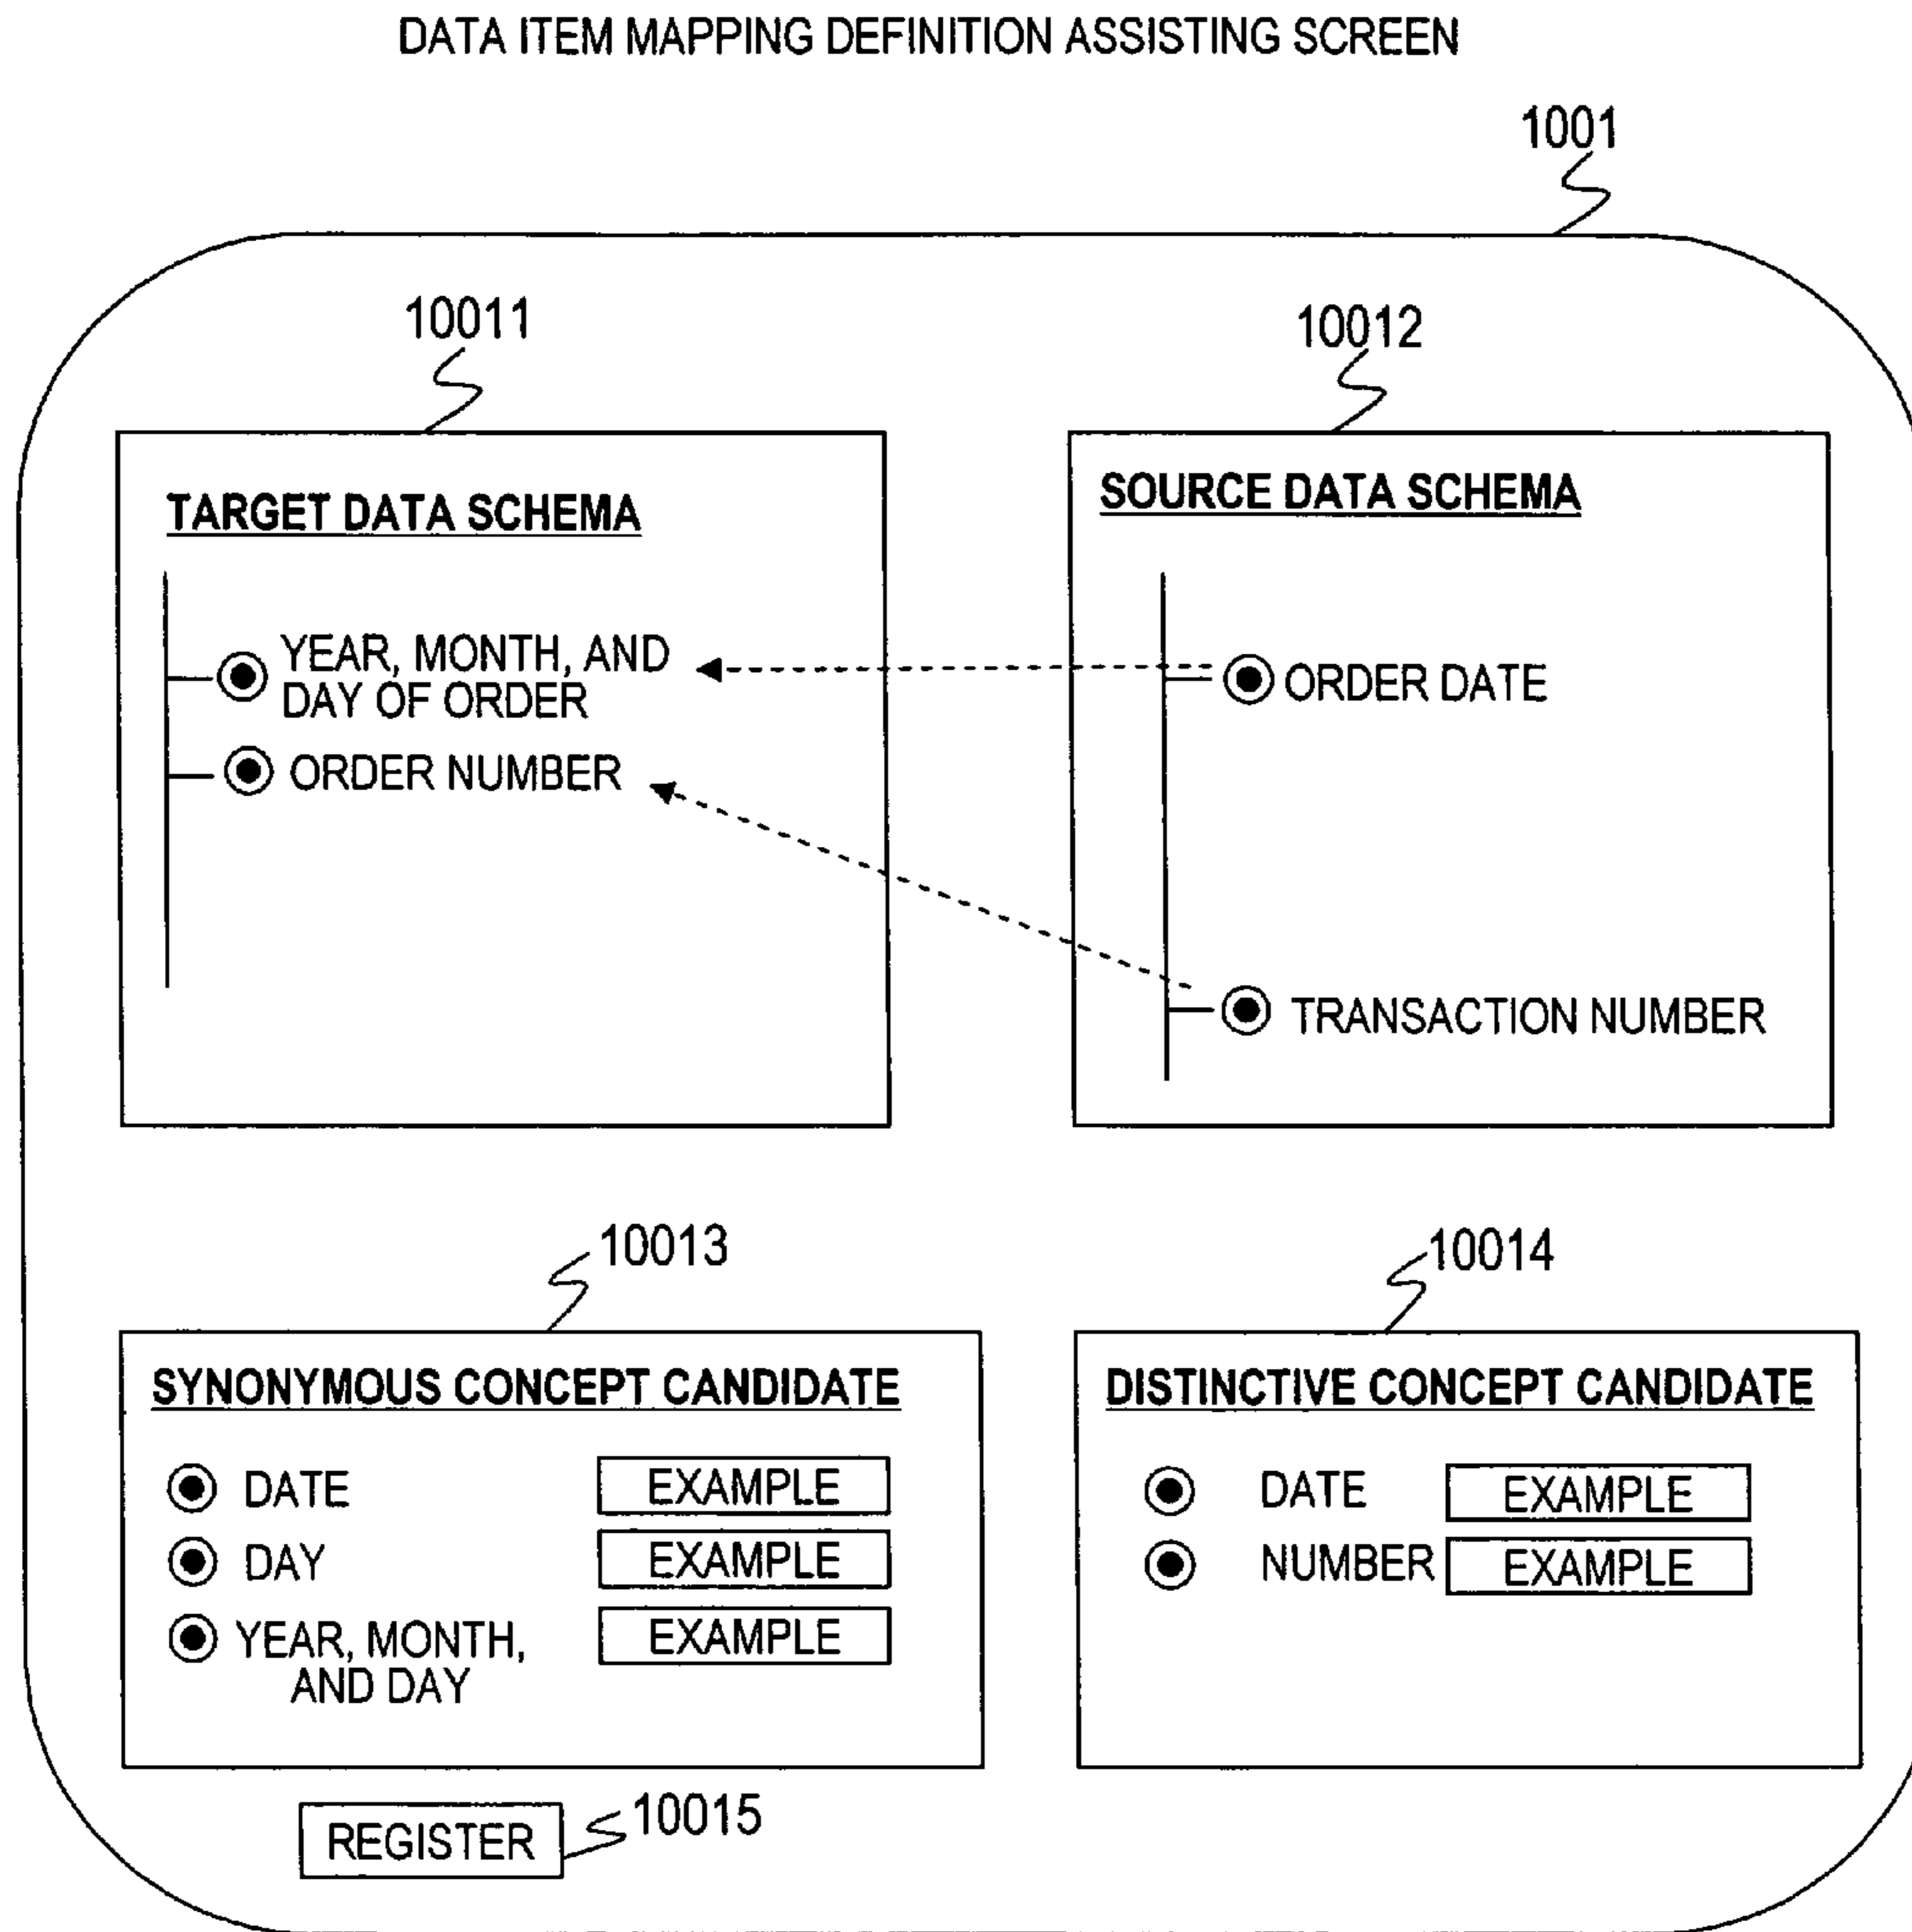 DATA ITEM MAPPING DEFINITION ASSISTING SCREEN
1001
10011
10012
TARGET DATA SCHEMA
YEAR, MONTH, AND
DAY OF ORDER
ORDER NUMBER
SOURCE DATA SCHEMA
ORDER DATE
TRANSACTION NUMBER
10013
10014
SYNONYMOUS CONCEPT CANDIDATE
DATE EXAMPLE
DAY EXAMPLE
YEAR, MONTH, EXAMPLE
AND DAY
DISTINCTIVE CONCEPT CANDIDATE
DATE EXAMPLE
NUMBER EXAMPLE
REGISTER
10015